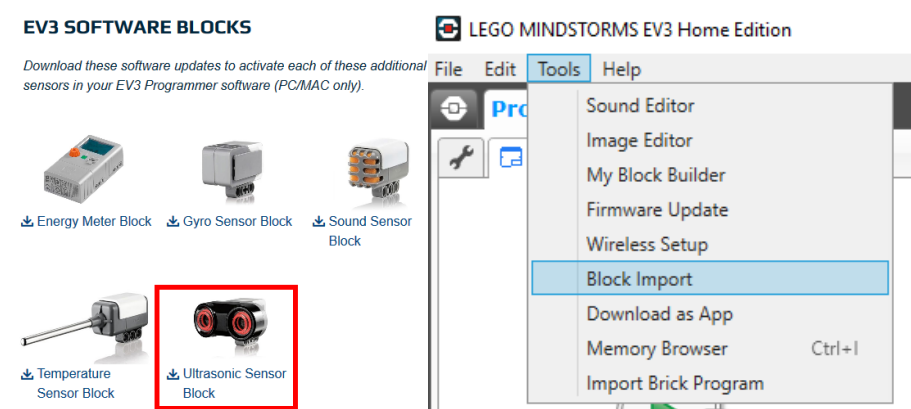 EV3 SOFTWARE BLOCKS
Download these software updates to activate each of these additional
sensors in your EV3 Programmer software (PC/MAC only).
Energy Meter Block
Gyro Sensor Block
Sound Sensor
Block
Temperature
Sensor Block
Ultrasonic Sensor
Block
LEGO MINDSTORMS EV3 Home Edition
File Edit Tools Help
Pro
Sound Editor
Image Editor
My Block Builder
Firmware Update
Wireless Setup
Block Import
Download as App
Memory Browser Ctrl+I
Import Brick Program